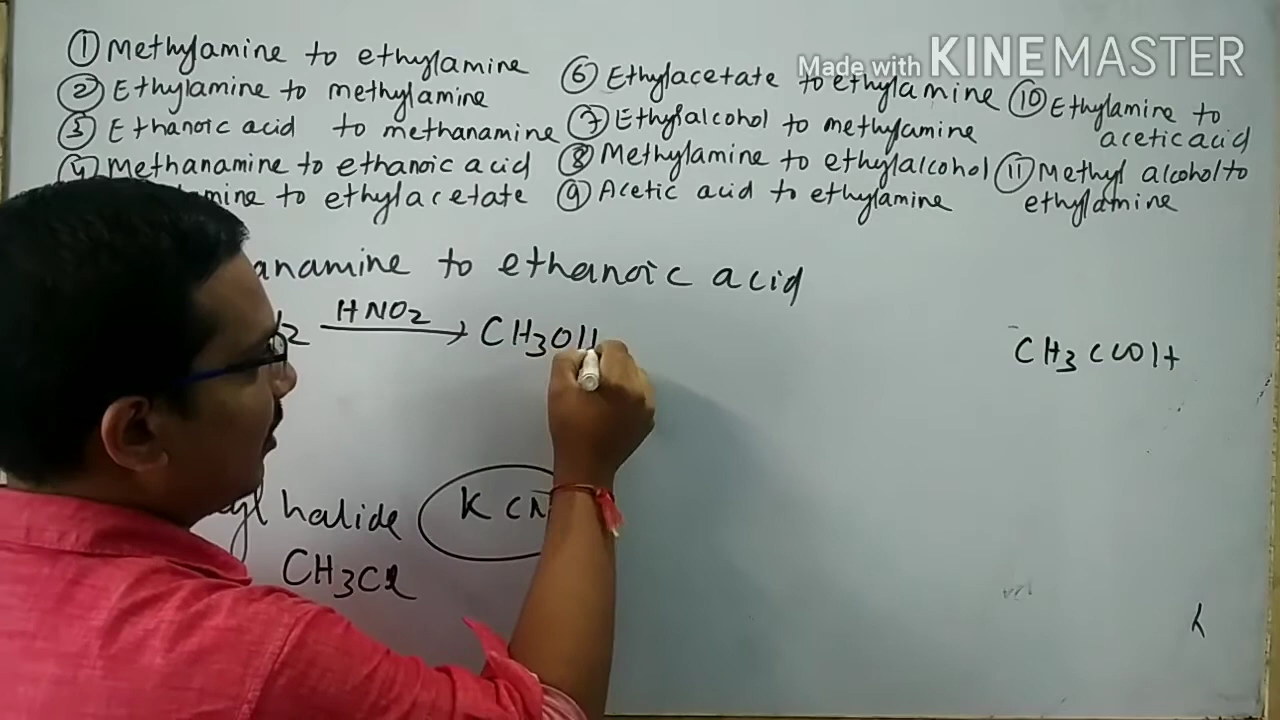 Made with KINEMASTER
① Methylamine to ethylamine
② Ethylamine to methylamine
③ Ethanoic acid to methanamine
④ Methanamine to ethanoic acid
mine to ethylacetate
⑥ Ethylacetate to ethylamine
⑦ Ethylalcohol to methylamine
⑧ Methylamine to ethylalcohol
⑨ Acetic acid to ethylamine
⑩ Ethylamine to
acetic acid
⑪ Methyl alcohol to
ethylamine
anamine to ethanoic acid
2 HNO2 → CH3OH
CH3COOH
yl halide KCN
CH3Cl